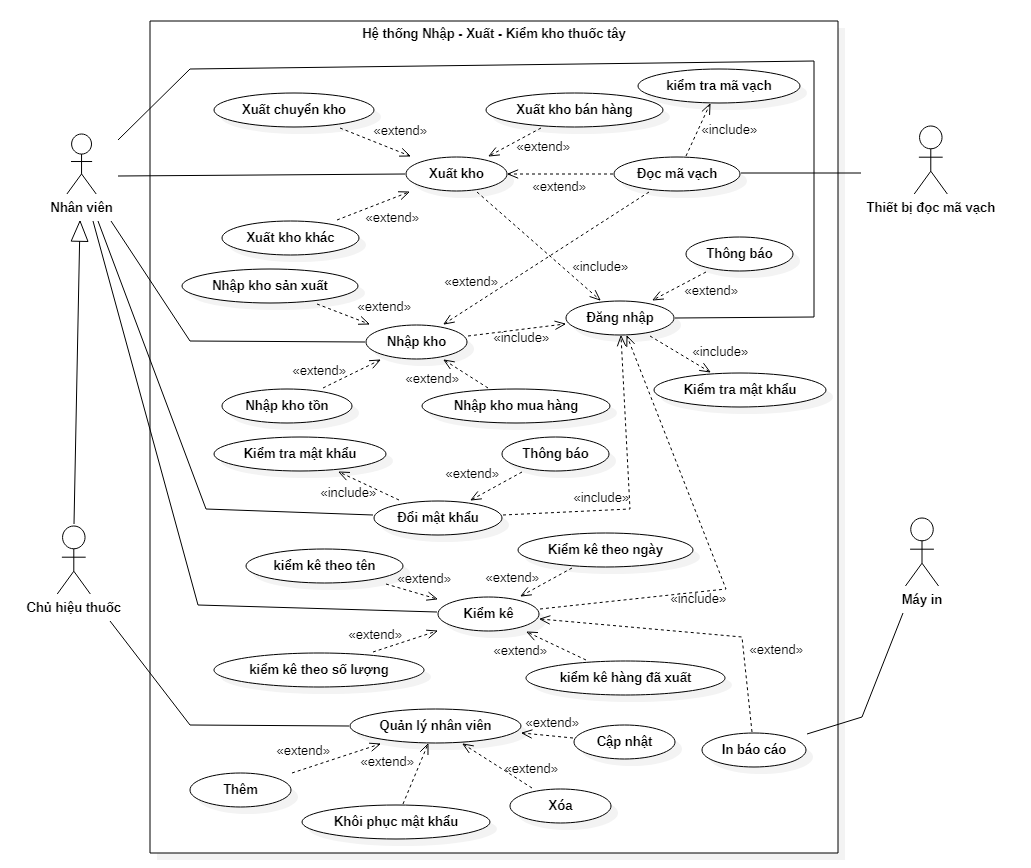 Hệ thống Nhập - Xuất - Kiểm kho thuốc tây
kiểm tra mã vạch
Xuất chuyển kho
Xuất kho bán hàng
«extend»
«include»
«extend»
Xuất kho
Đọc mã vạch
«extend»
Nhân viên
Thiết bị đọc mã vạch
«extend»
Xuất kho khác
Thông báo
«include»
«extend»
Nhập kho sản xuất
«extend»
«extend»
Đăng nhập
Nhập kho
«include»
«include»
«extend»
«extend»
Kiểm tra mật khẩu
Nhập kho tồn
Nhập kho mua hàng
Kiểm tra mật khẩu
Thông báo
«extend»
«include»
«include»
Đổi mật khẩu
Kiểm kê theo ngày
kiểm kê theo tên
«extend»
«extend»
Chủ hiệu thuốc
Máy in
«include»
Kiểm kê
«extend»
«extend»
«extend»
kiểm kê theo số lượng
kiểm kê hàng đã xuất
Quản lý nhân viên
«extend»
Cập nhật
In báo cáo
«extend»
«extend»
«extend»
Thêm
Xóa
Khôi phục mật khẩu